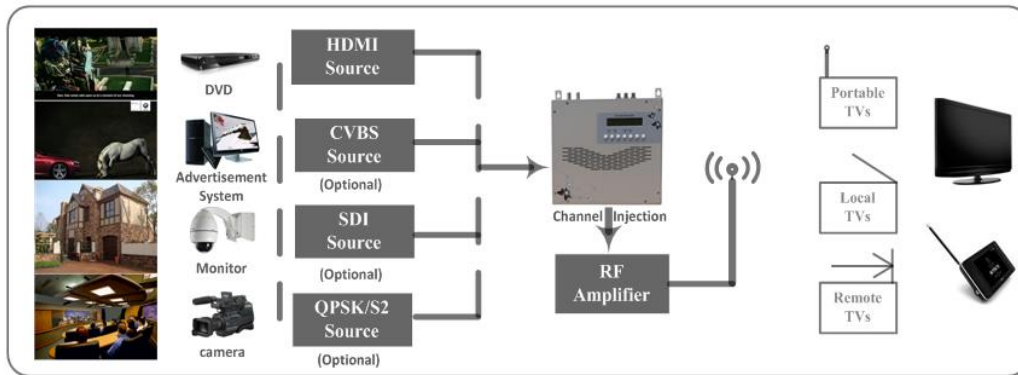 DVD
Advertisement
System
Monitor
camera
HDMI
Source
CVBS
Source
(Optional)
SDI
Source
(Optional)
QPSK/S2
Source
(Optional)
Channel Injection
RF
Amplifier
Portable
TVs
Local
TVs
Remote
TVs